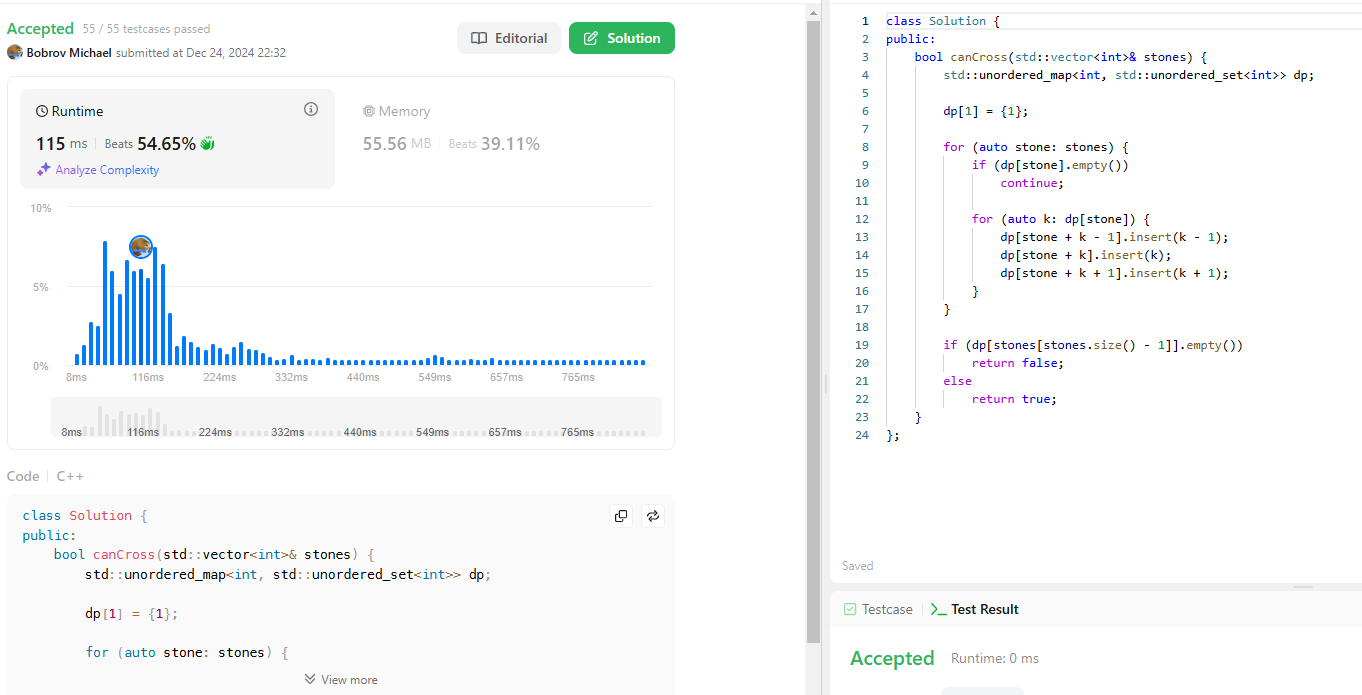 Accepted 55 / 55 testcases passed
Bobrov Michael submitted at Dec 24, 2024 22:32
Editorial
Solution
Runtime
115 ms Beats 54.65%
Analyze Complexity
Memory
55.56 MB Beats 39.11%
10%
5%
0%
8ms 116ms 224ms 332ms 440ms 549ms 657ms 765ms
8ms 116ms 224ms 332ms 440ms 549ms 657ms 765ms
Code C++
class Solution {
public:
    bool canCross(std::vector<int>& stones) {
        std::unordered_map<int, std::unordered_set<int>> dp;
        dp[1] = {1};
        for (auto stone: stones) {
View more
1 class Solution {
2 public:
3     bool canCross(std::vector<int>& stones) {
4         std::unordered_map<int, std::unordered_set<int>> dp;
5
6         dp[1] = {1};
7
8         for (auto stone: stones) {
9             if (dp[stone].empty())
10                 continue;
11
12             for (auto k: dp[stone]) {
13                 dp[stone + k - 1].insert(k - 1);
14                 dp[stone + k].insert(k);
15                 dp[stone + k + 1].insert(k + 1);
16             }
17         }
18
19         if (dp[stones[stones.size() - 1]].empty())
20             return false;
21         else
22             return true;
23     }
24 };
Saved
Testcase
Test Result
Accepted Runtime: 0 ms